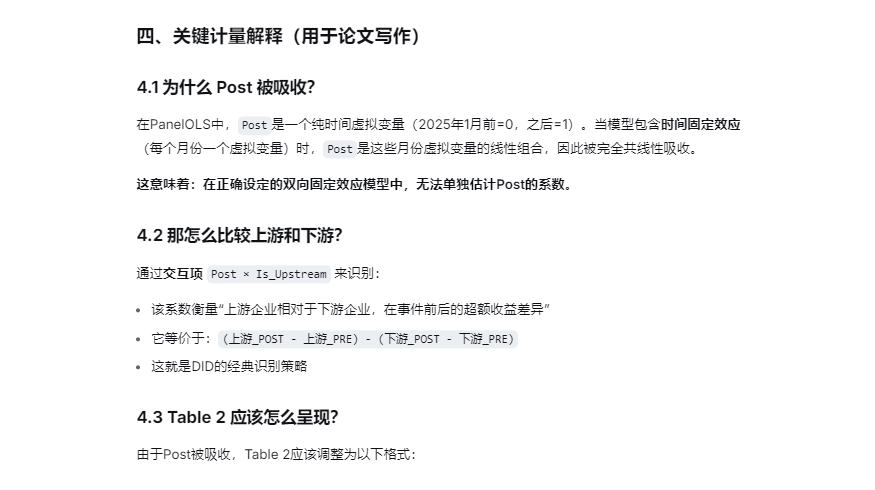 四、关键计量解释（用于论文写作）
4.1 为什么 Post 被吸收？
在PanelOLS中，Post是一个纯时间虚拟变量（2025年1月前=0，之后=1）。当模型包含时间固定效应
（每个月份一个虚拟变量）时，Post是这些月份虚拟变量的线性组合，因此被完全共线性吸收。
这意味着：在正确设定的双向固定效应模型中，无法单独估计Post的系数。
4.2 那怎么比较上游和下游？
通过交互项 Post × Is_Upstream 来识别：
• 该系数衡量“上游企业相对于下游企业，在事件前后的超额收益差异”
• 它等价于：(上游_POST - 上游_PRE) - (下游_POST - 下游_PRE)
• 这就是DID的经典识别策略
4.3 Table 2 应该怎么呈现？
由于Post被吸收，Table 2应该调整为以下格式：